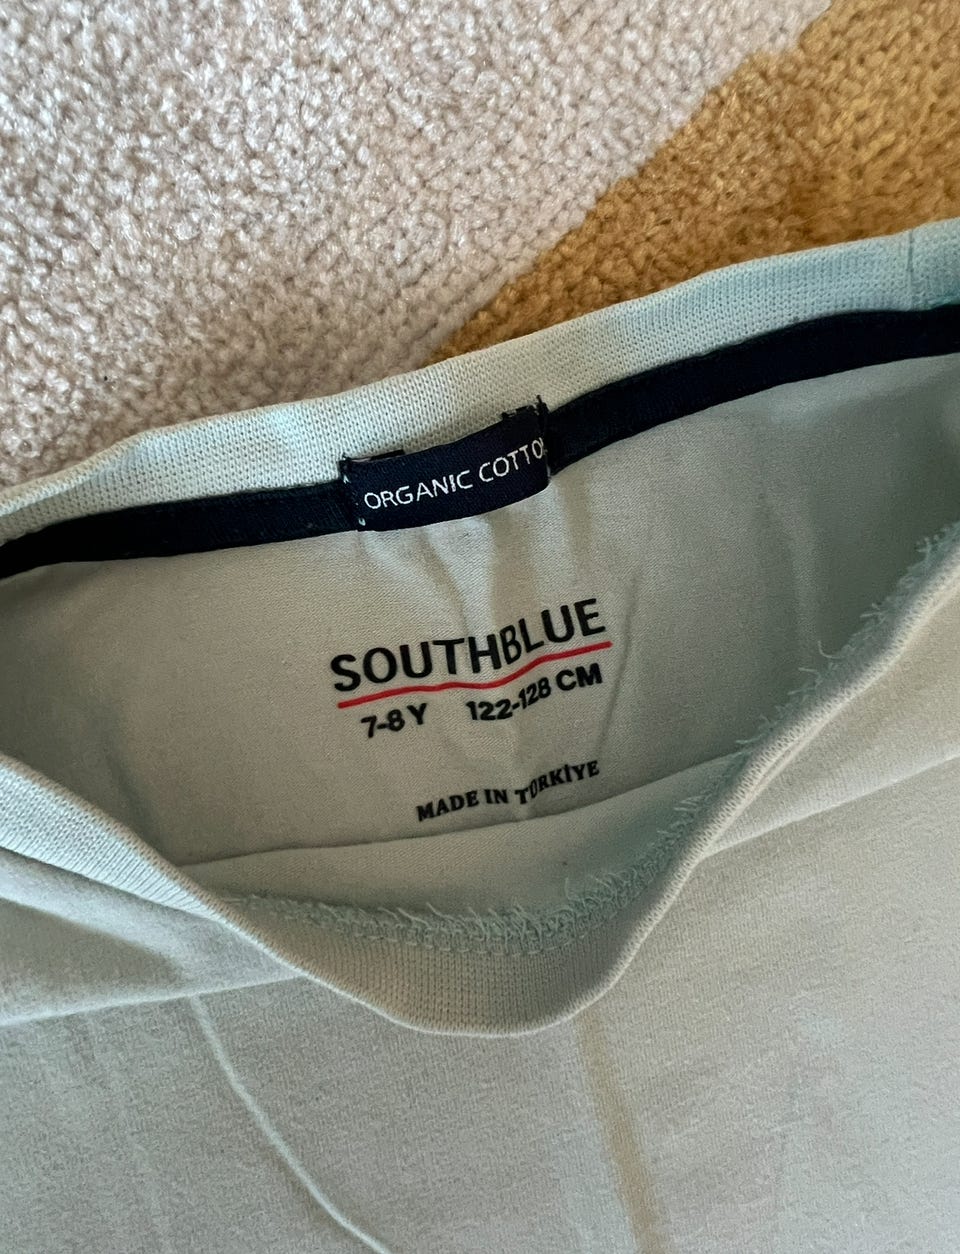 ORGANIC COTTO
SOUTHBLUE
7-8 Y 122-128 CM
MADE IN TÜRKİYE